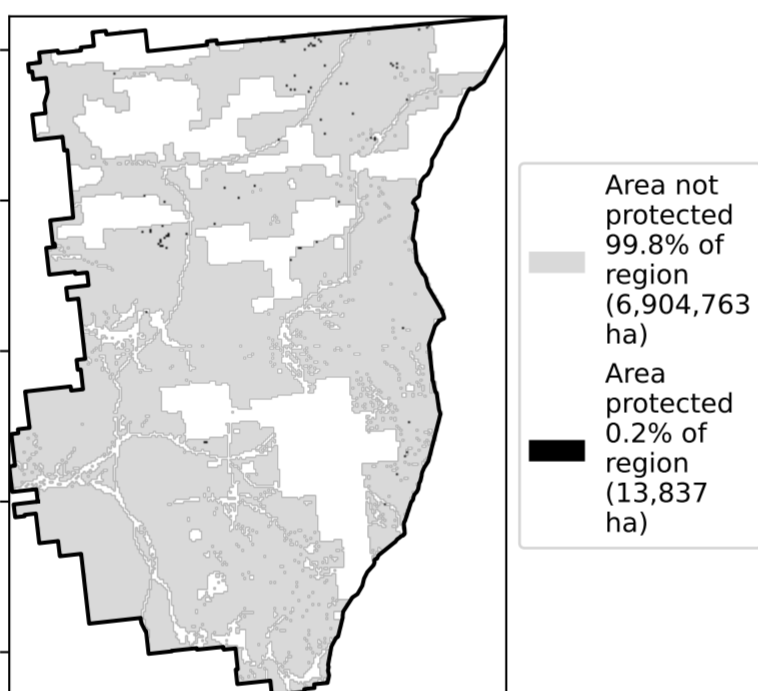 Area not
protected
99.8% of
region
(6,904,763
ha)
Area
protected
0.2% of
region
(13,837
ha)